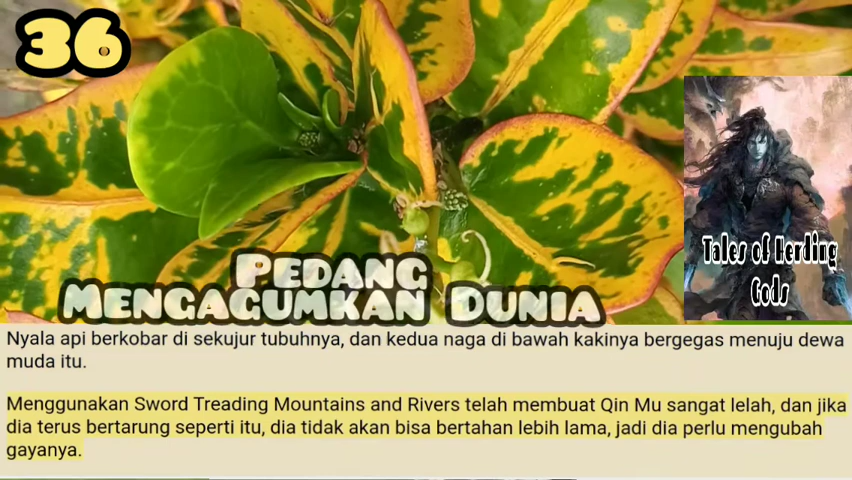 36
Tales of Herding
Gods
PEDANG
MENGAGUMKAN DUNIA
Nyala api berkobar di sekujur tubuhnya, dan kedua naga di bawah kakinya bergegas menuju dewa
muda itu.
Menggunakan Sword Treading Mountains and Rivers telah membuat Qin Mu sangat lelah, dan jika
dia terus bertarung seperti itu, dia tidak akan bisa bertahan lebih lama, jadi dia perlu mengubah
gayanya.